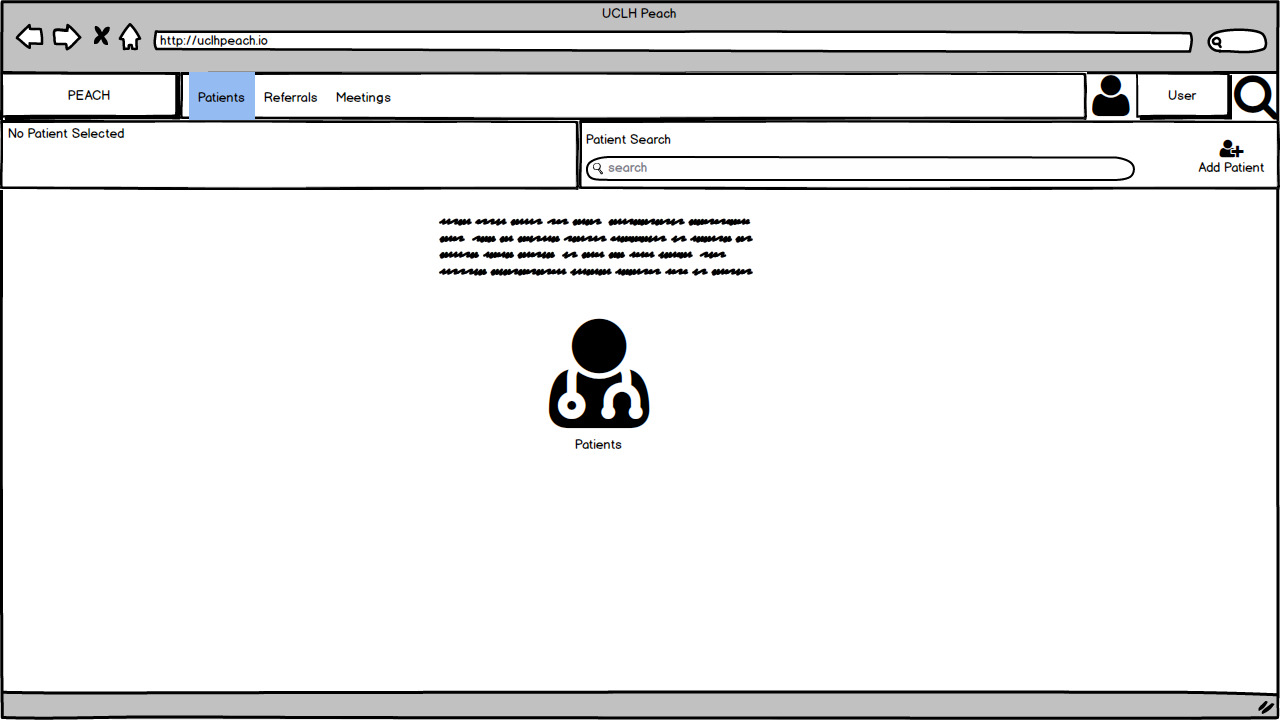 UCLH Peach
http://uclhpeach.io
PEACH
Patients Referrals Meetings
User
No Patient Selected
Patient Search
search
Add Patient
Patients